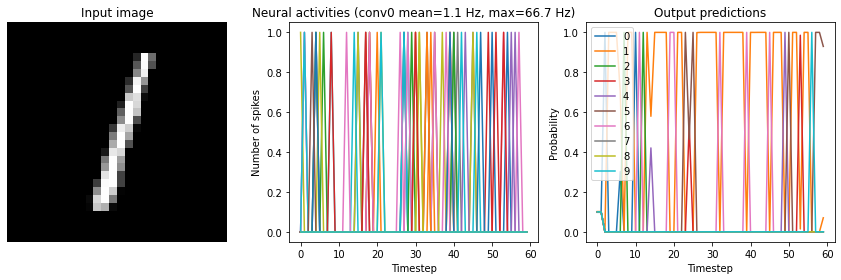 Input image
Neural activities (conv0 mean=1.1 Hz, max=66.7 Hz)
Number of spikes
1.0
0.8
0.6
0.4
0.2
0.0
0 10 20 30 40 50 60
Timestep
Output predictions
Probability
1.0
0.8
0.6
0.4
0.2
0.0
0
1
2
3
4
5
6
7
8
9
0 20 40 60
Timestep